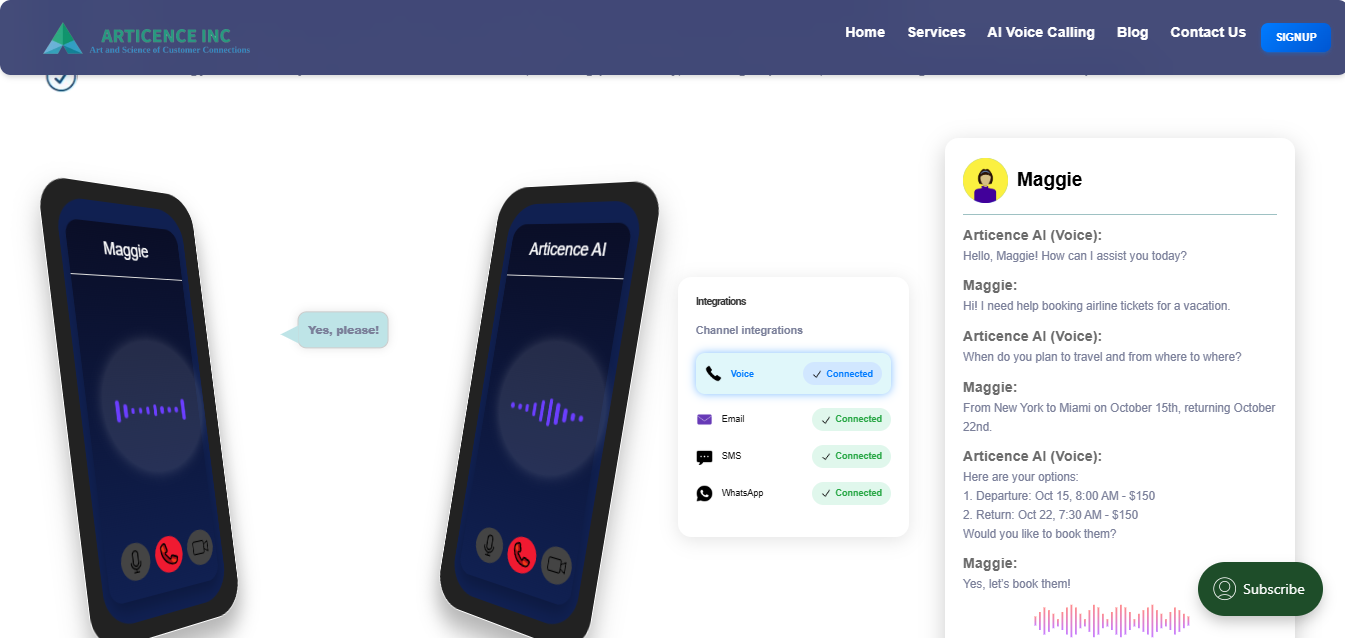 ARTICENCE INC
Art and Science of Customer Connections
Home
Services
AI Voice Calling
Blog
Contact Us
SIGNUP
Maggie
Yes, please!
Articence AI
Integrations
Channel integrations
Voice
Connected
Email
Connected
SMS
Connected
WhatsApp
Connected
Maggie
Articence AI (Voice):
Hello, Maggie! How can I assist you today?
Maggie:
Hi! I need help booking airline tickets for a vacation.
Articence AI (Voice):
When do you plan to travel and from where to where?
Maggie:
From New York to Miami on October 15th, returning October
22nd.
Articence AI (Voice):
Here are your options:
1. Departure: Oct 15, 8:00 AM - $150
2. Return: Oct 22, 7:30 AM - $150
Would you like to book them?
Maggie:
Yes, let's book them!
Subscribe